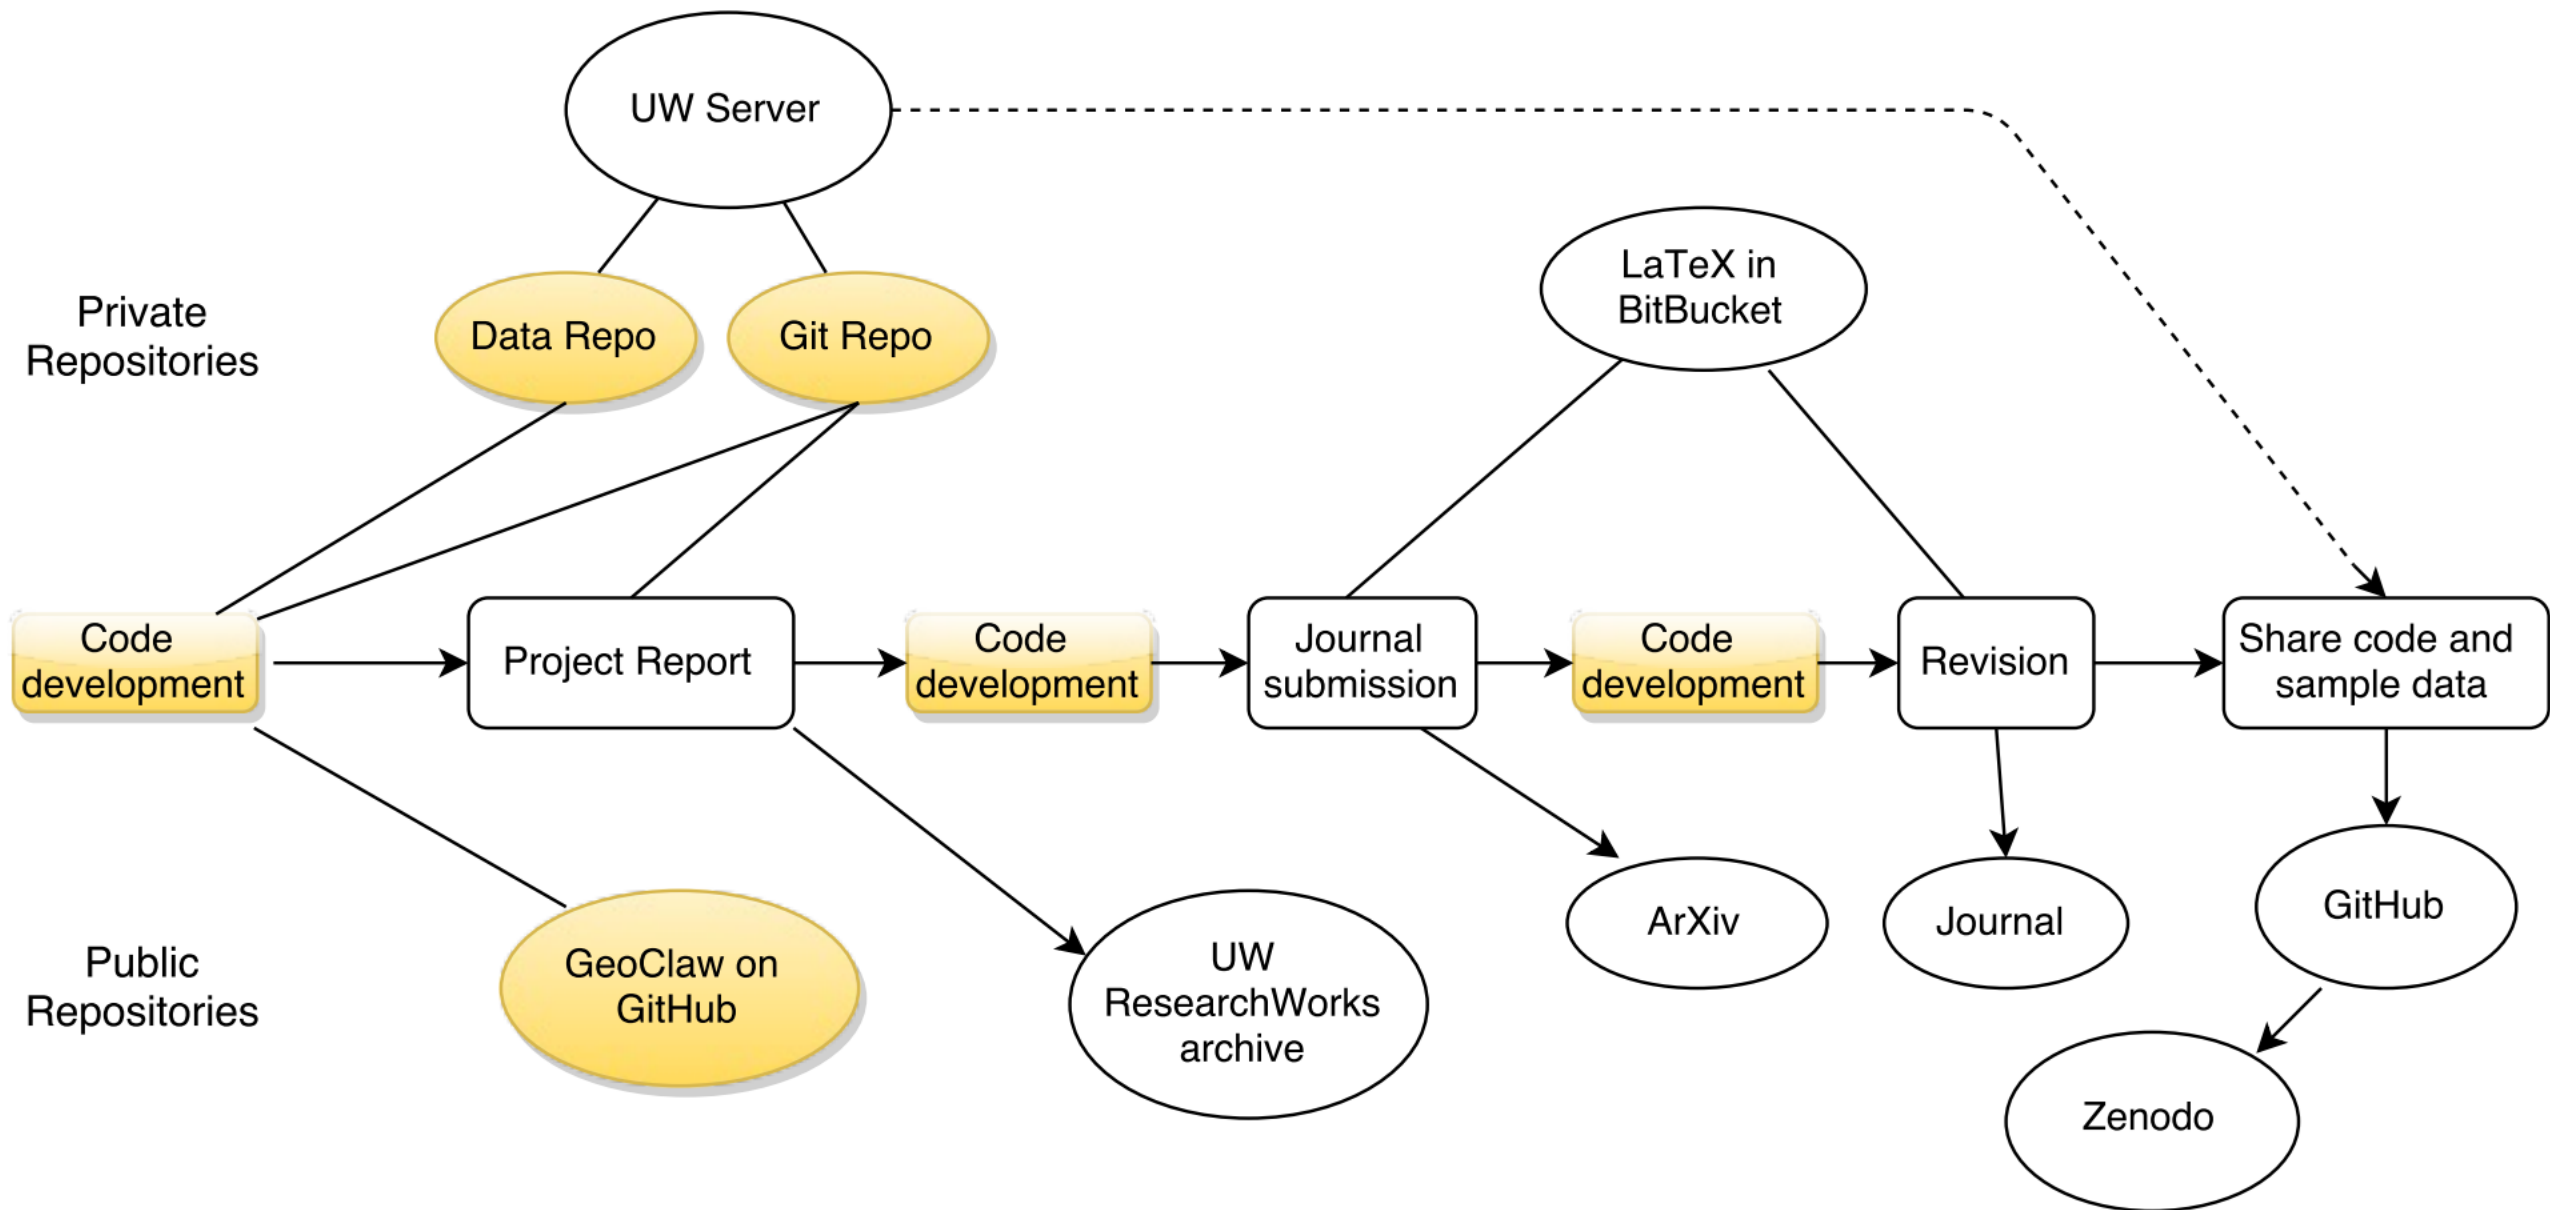 UW Server
LaTeX in
BitBucket
Private
Repositories
Data Repo
Git Repo
Code
development
Project Report
Code
development
Journal
submission
Code
development
Revision
Share code and
sample data
Public
Repositories
GeoClaw on
GitHub
UW
ResearchWorks
archive
ArXiv
Journal
GitHub
Zenodo